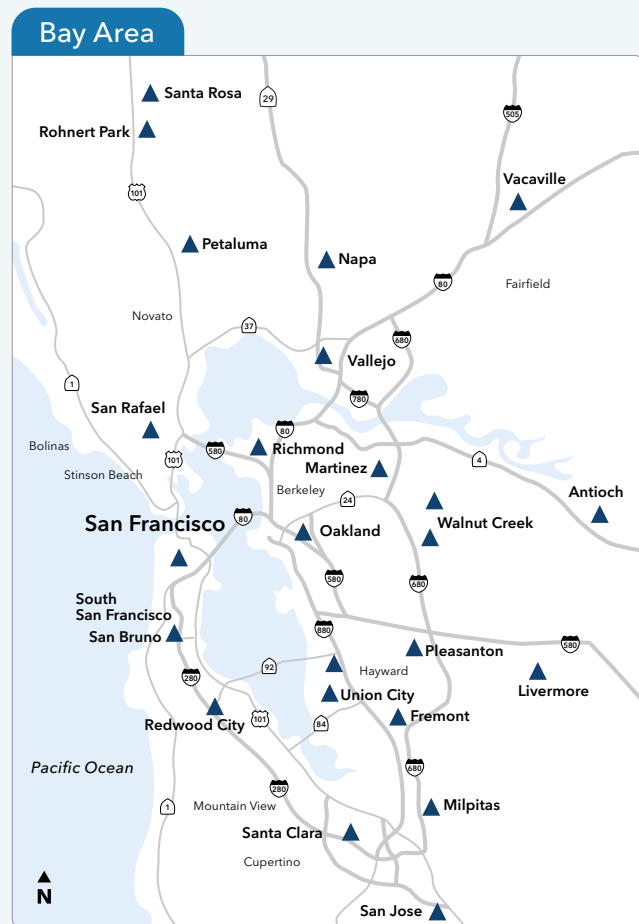 Bay Area
Santa Rosa
29
Rohnert Park
505
Vacaville
101
Petaluma
Napa
80
Fairfield
Novato
37
680
Vallejo
1
780
San Rafael
80
Bolinas
580
Richmond
101
4
Stinson Beach
Martinez
Berkeley
24
Antioch
San Francisco
80
Walnut Creek
Oakland
580
680
South
San Francisco
880
San Bruno
580
Pleasanton
92
Hayward
280
Livermore
Union City
Redwood City
101
84
Fremont
Pacific Ocean
680
280
1
Mountain View
Milpitas
Santa Clara
Cupertino
N
San Jose